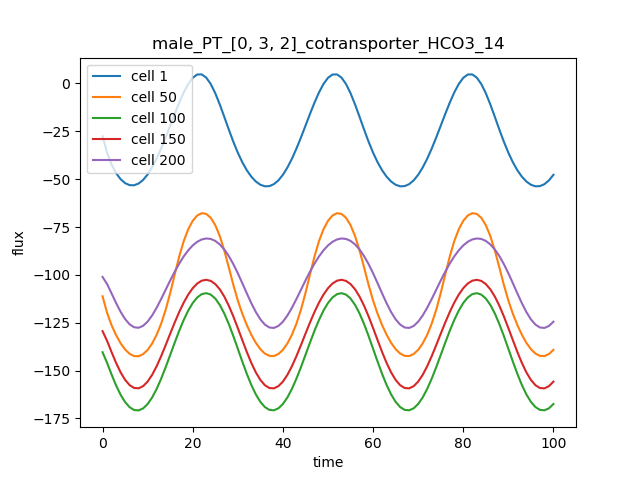 male_PT_[0, 3, 2]_cotransporter_HCO3_14
cell 1
cell 50
cell 100
cell 150
cell 200
flux
0
−25
−50
−75
−100
−125
−150
−175
0 20 40 60 80 100
time